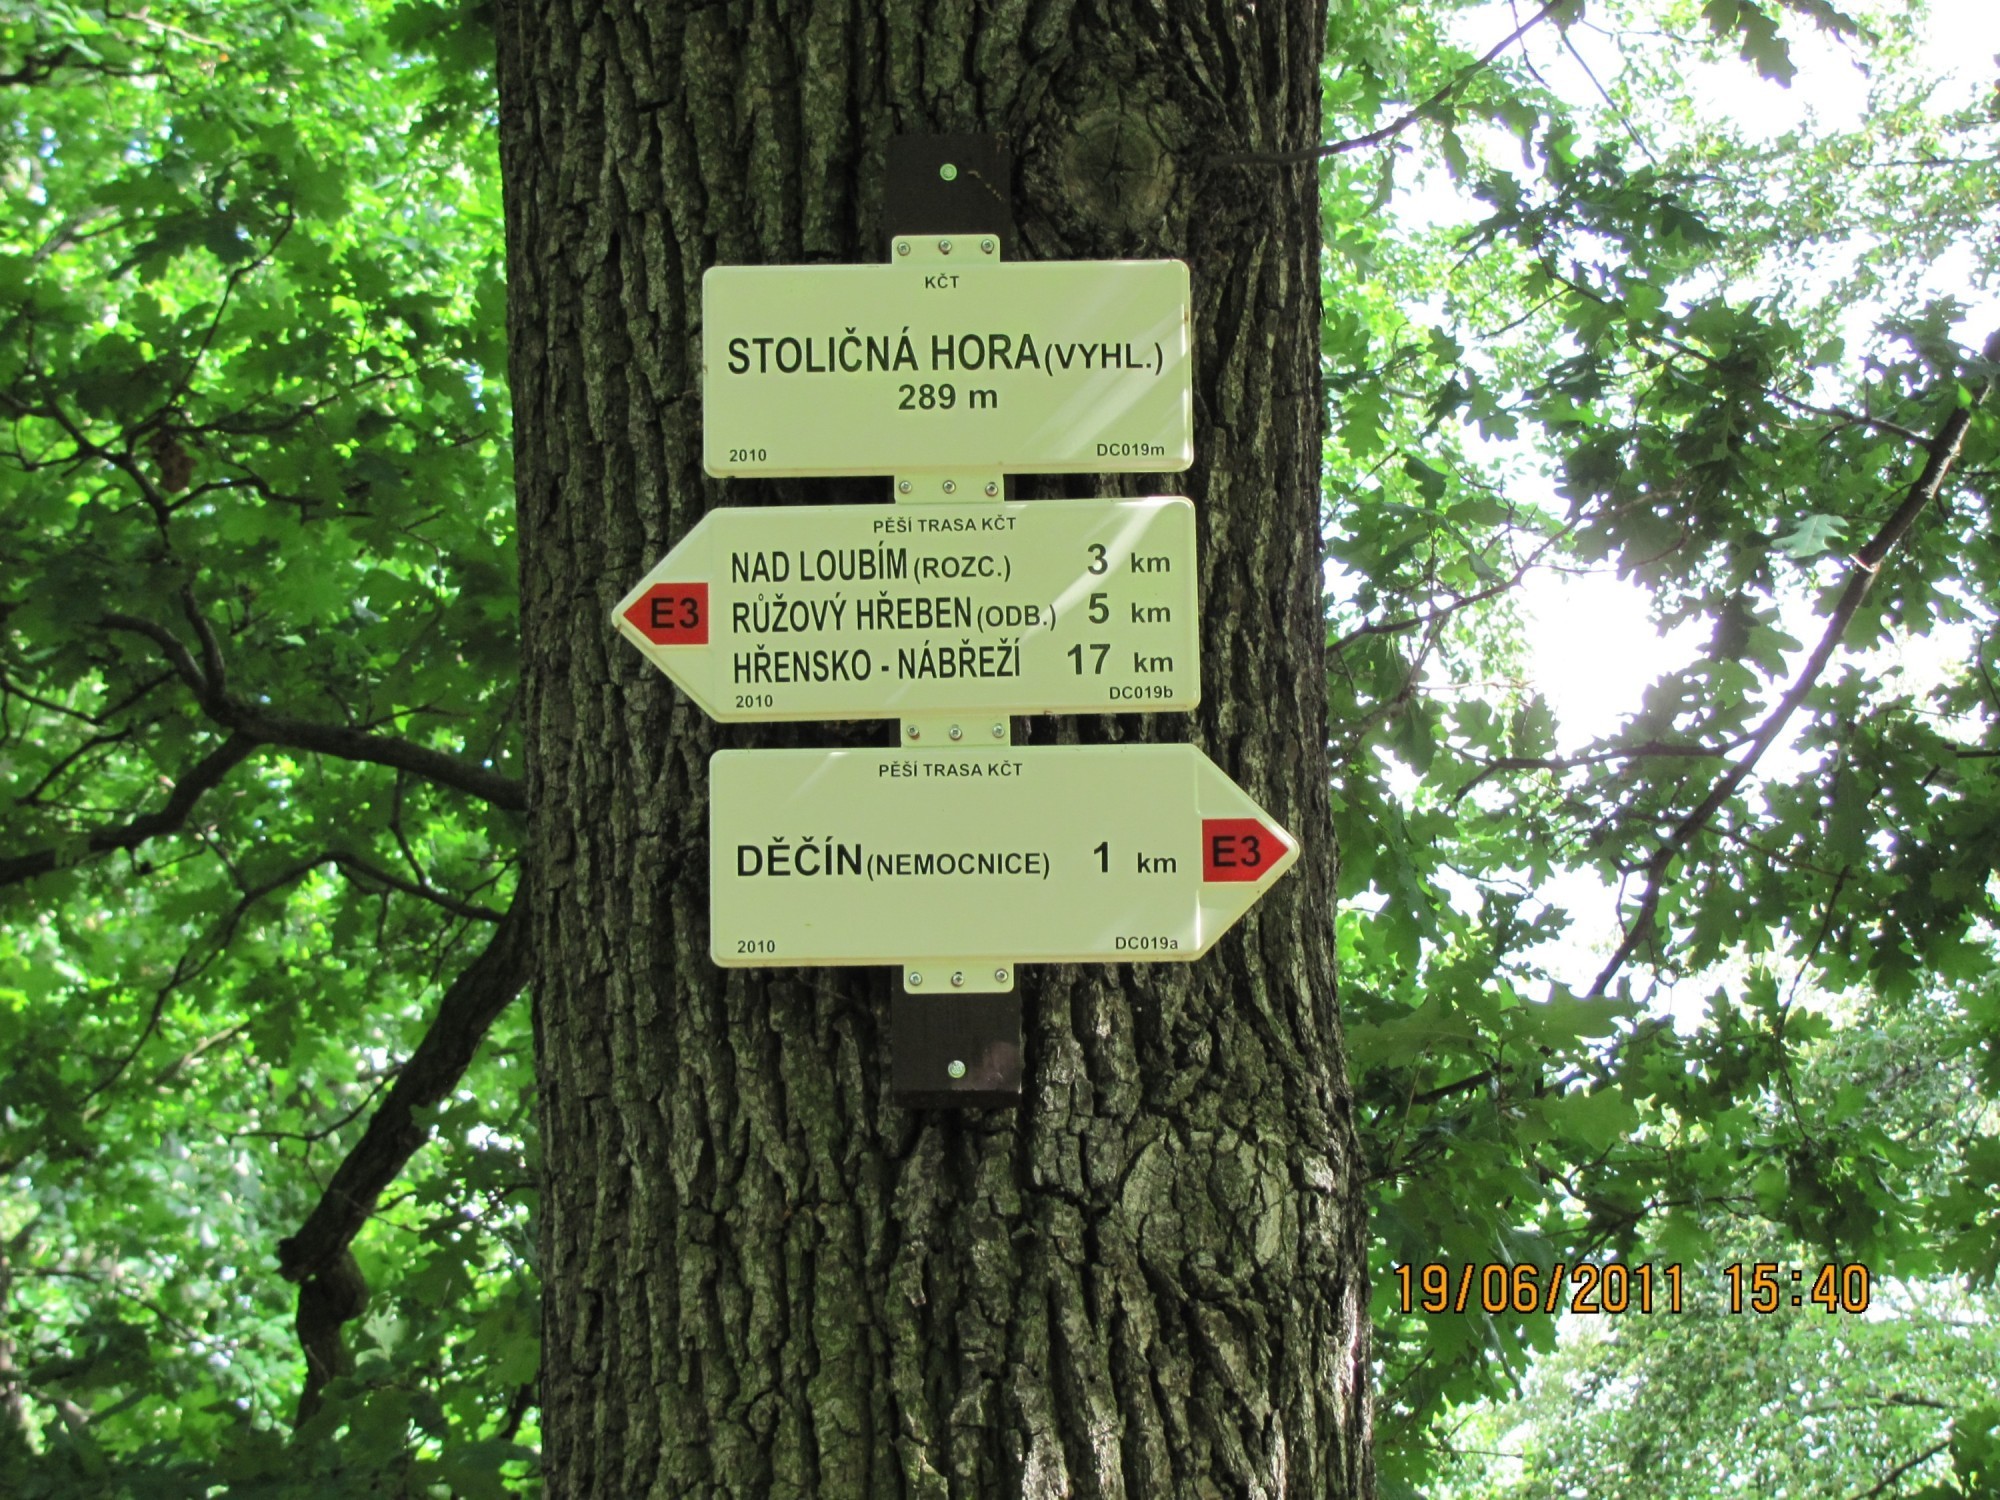 KČT
STOLIČNÁ HORA (VYHL.)
289 m
2010 DC019m
PĚŠÍ TRASA KČT
NAD LOUBÍM (ROZC.) 3 km
E3 RŮŽOVÝ HŘEBEN (ODB.) 5 km
HŘENSKO - NÁBŘEŽÍ 17 km
2010 DC019b
PĚŠÍ TRASA KČT
DĚČÍN (NEMOCNICE) 1 km E3
2010 DC019a
19/06/2011 15:40